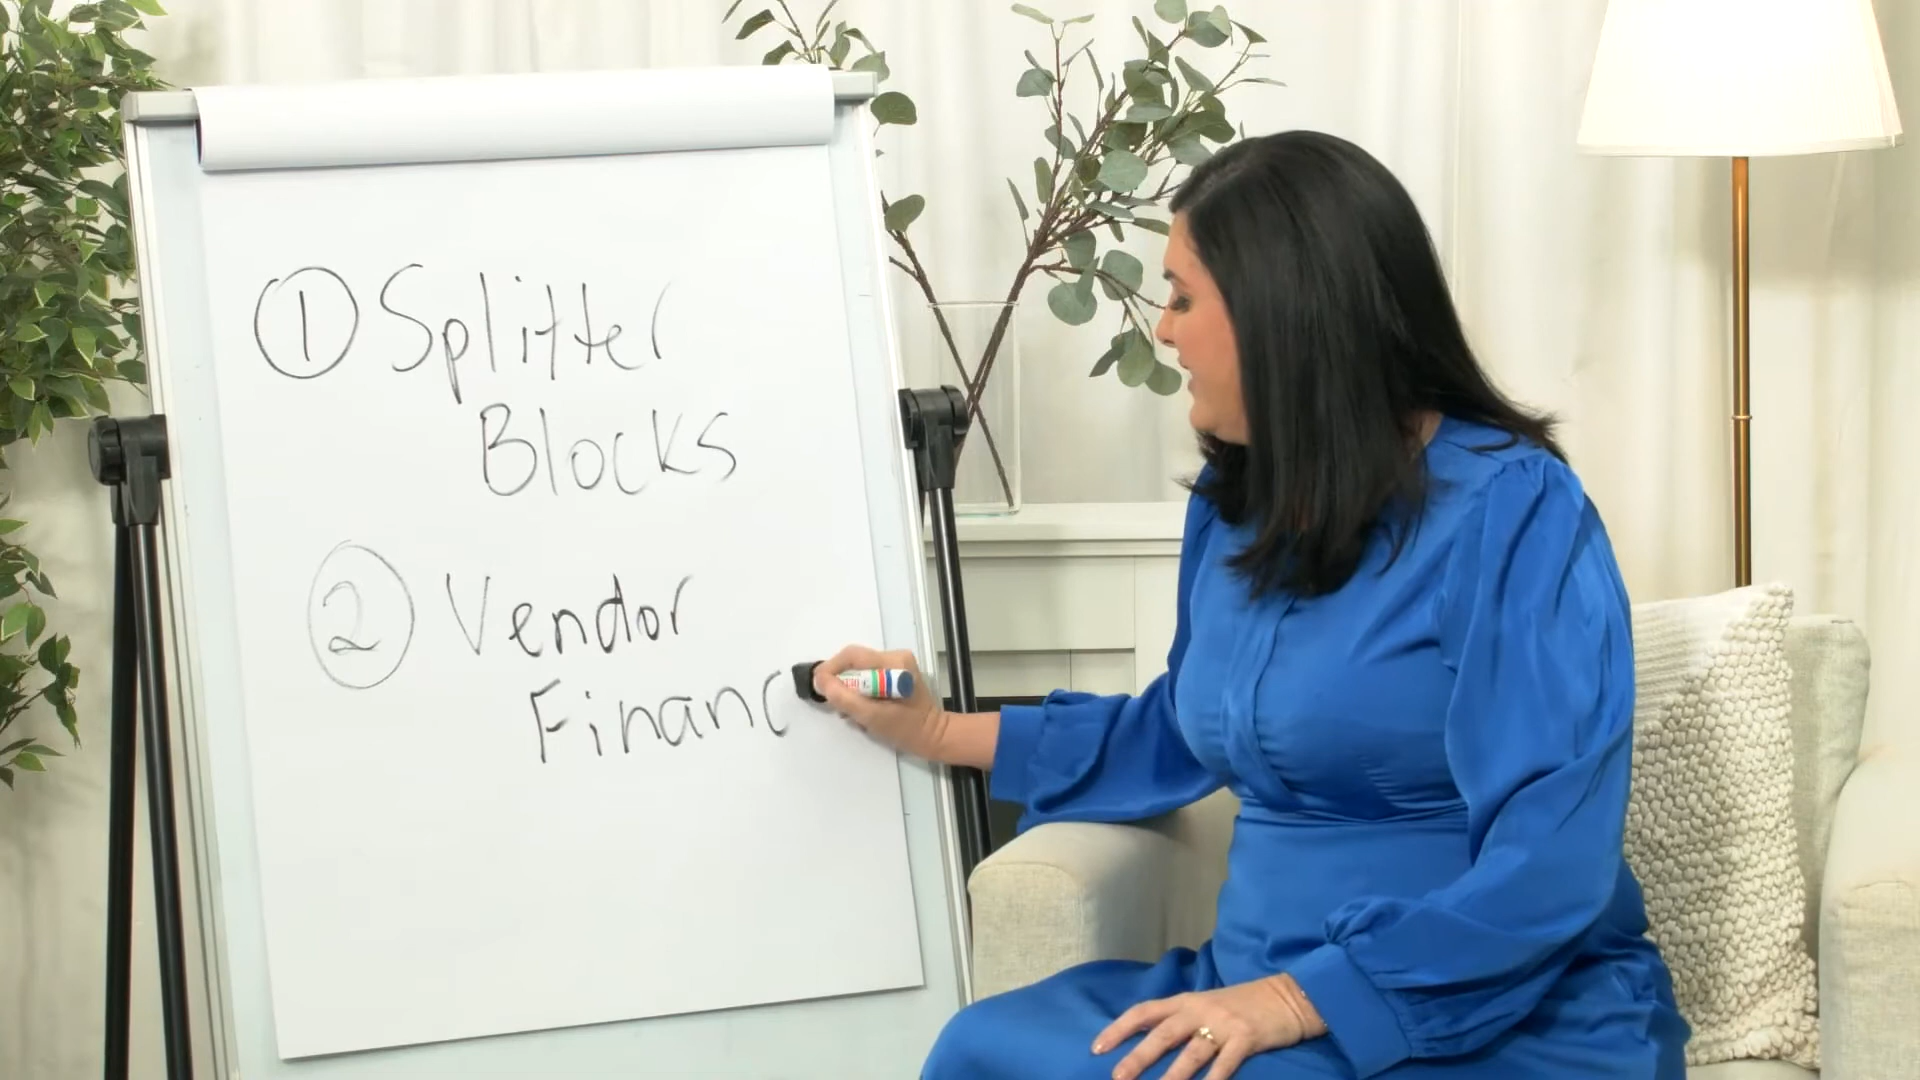 ① Splitter
Blocks
② Vendor
Financ